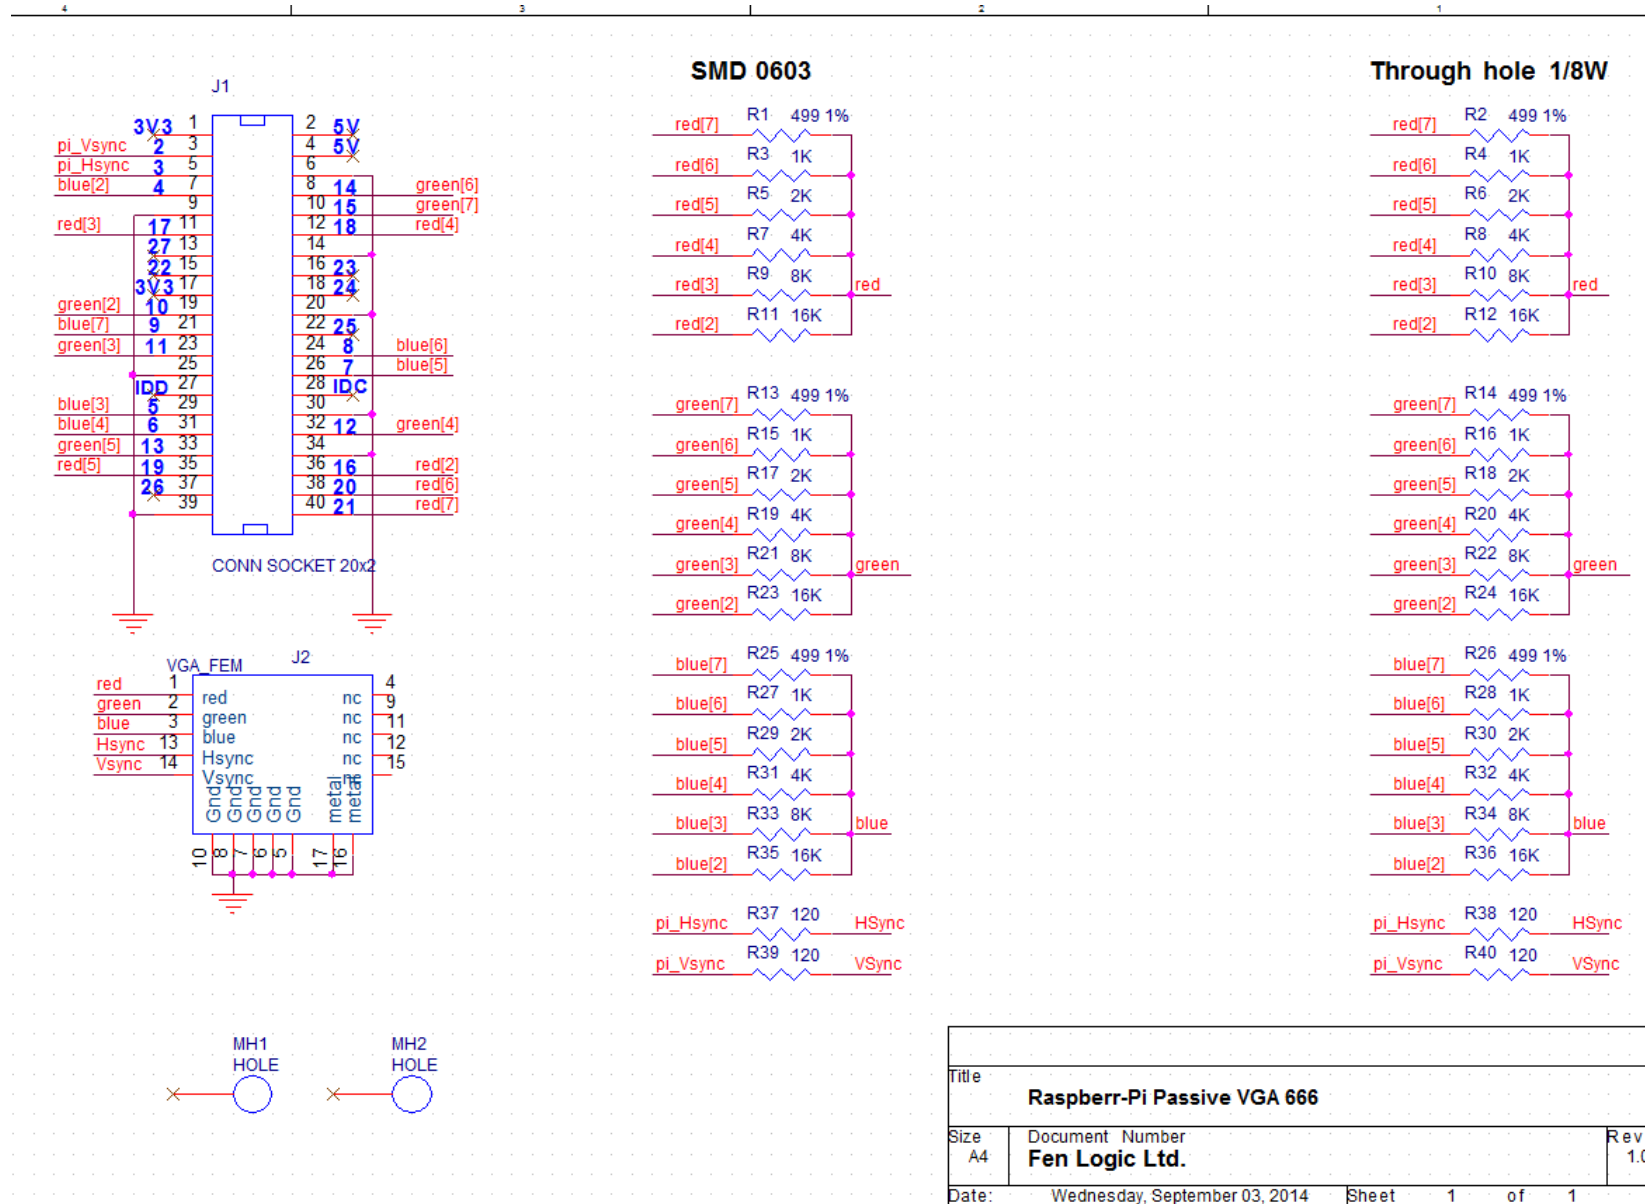 4 3 2 1
SMD 0603
Through hole 1/8W
J1
3V3 1 2 5V
pi_Vsync 2 3 4 5V
pi_Hsync 3 5 6
blue[2] 4 7 8 14 green[6]
9 10 15 green[7]
red[3] 17 11 12 18 red[4]
27 13 14
22 15 16 23
3V3 17 18 24
green[2] 10 19 20
blue[7] 9 21 22 25
green[3] 11 23 24 8 blue[6]
25 26 7 blue[5]
IDD 27 28 IDC
blue[3] 5 29 30
blue[4] 6 31 32 12 green[4]
green[5] 13 33 34
red[5] 19 35 36 16 red[2]
26 37 38 20 red[6]
39 40 21 red[7]
CONN SOCKET 20x2
J2
VGA_FEM
red 1 red nc 4
green 2 green nc 9
blue 3 blue nc 11
Hsync 13 Hsync nc 12
Vsync 14 Vsync nc 15
Gnd Gnd Gnd Gnd Gnd metal metal
10 8 7 6 5 17 16
red[7] R1 499 1%
red[6] R3 1K
red[5] R5 2K
red[4] R7 4K
red[3] R9 8K red
red[2] R11 16K
green[7] R13 499 1%
green[6] R15 1K
green[5] R17 2K
green[4] R19 4K
green[3] R21 8K green
green[2] R23 16K
blue[7] R25 499 1%
blue[6] R27 1K
blue[5] R29 2K
blue[4] R31 4K
blue[3] R33 8K blue
blue[2] R35 16K
pi_Hsync R37 120 HSync
pi_Vsync R39 120 VSync
red[7] R2 499 1%
red[6] R4 1K
red[5] R6 2K
red[4] R8 4K
red[3] R10 8K red
red[2] R12 16K
green[7] R14 499 1%
green[6] R16 1K
green[5] R18 2K
green[4] R20 4K
green[3] R22 8K green
green[2] R24 16K
blue[7] R26 499 1%
blue[6] R28 1K
blue[5] R30 2K
blue[4] R32 4K
blue[3] R34 8K blue
blue[2] R36 16K
pi_Hsync R38 120 HSync
pi_Vsync R40 120 VSync
MH1 MH2
HOLE HOLE
Title
Raspberr-Pi Passive VGA 666
Size Document Number Rev
A4 Fen Logic Ltd. 1.0
Date: Wednesday, September 03, 2014 Sheet 1 of 1